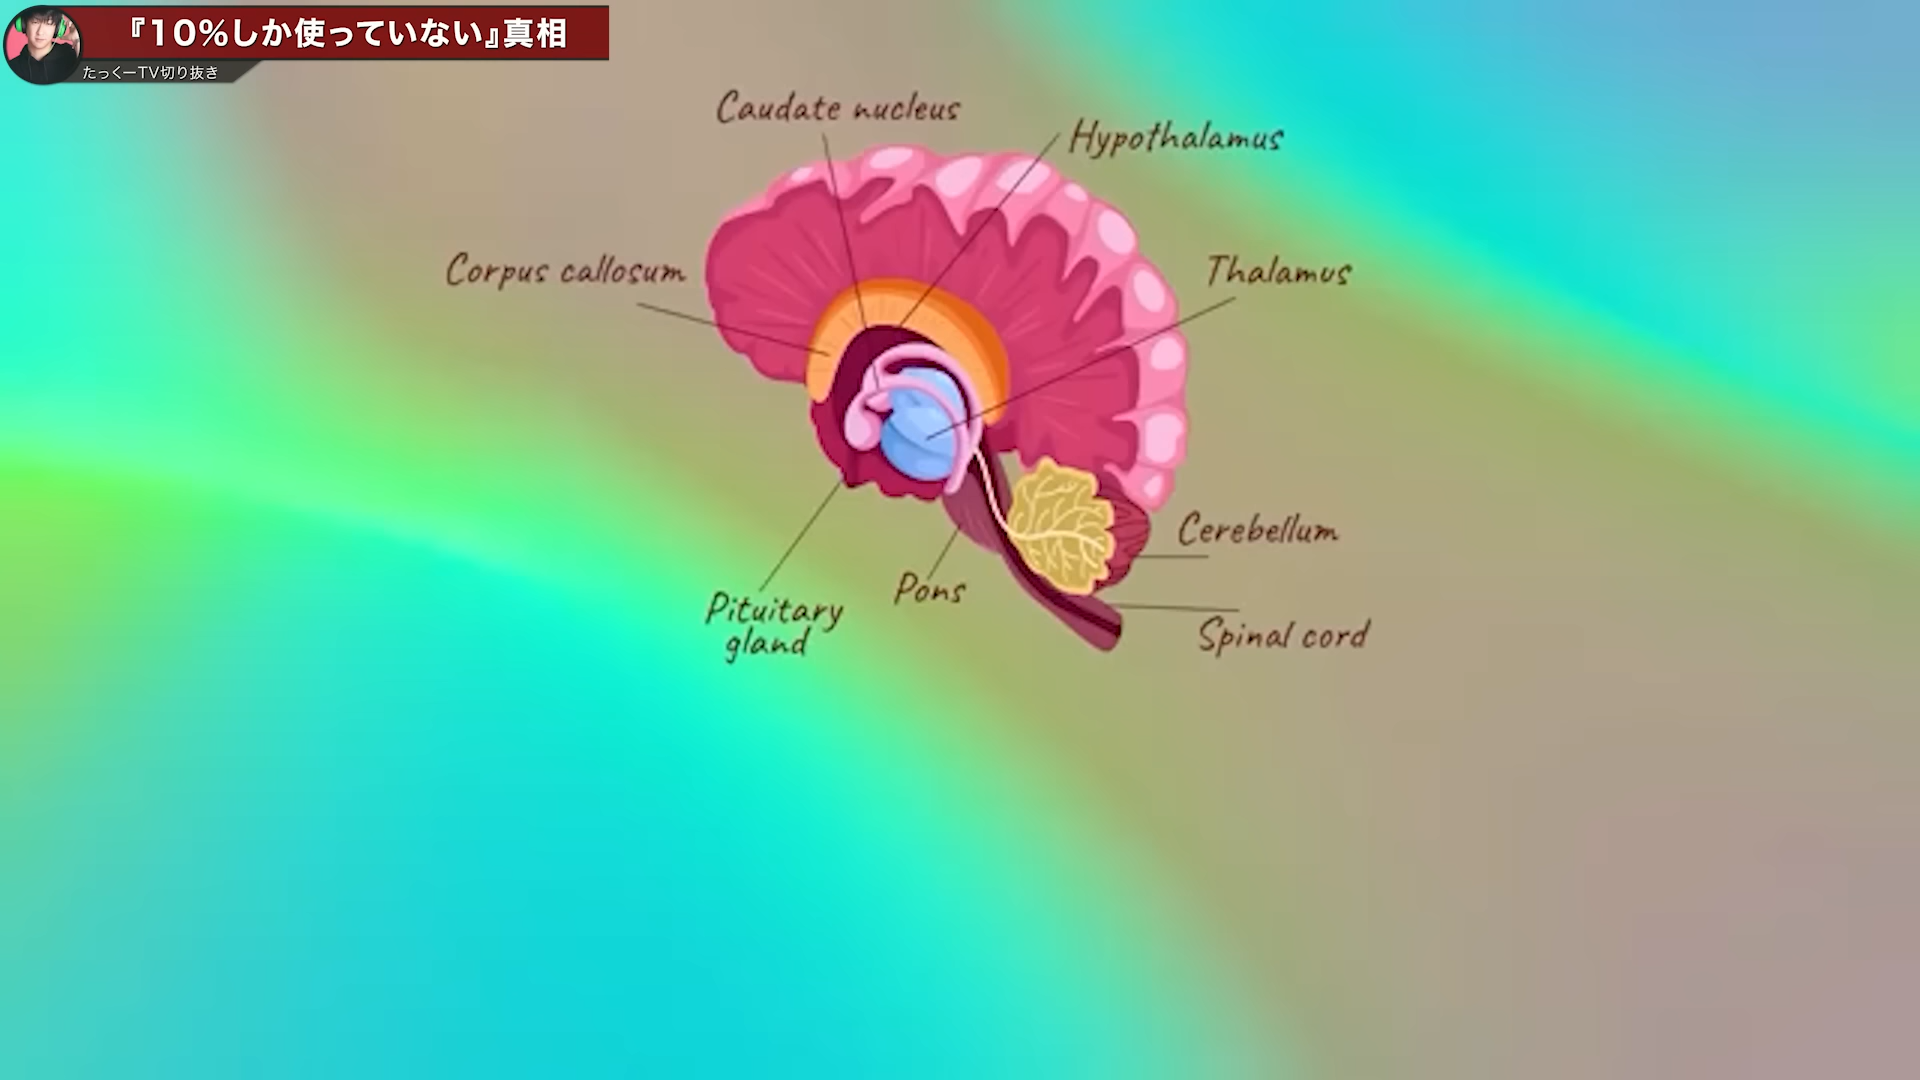 『10%しか使っていない』真相
たっくーTV切り抜き
Caudate nucleus
Hypothalamus
Corpus callosum
Thalamus
Cerebellum
Pons
Pituitary
gland
Spinal cord